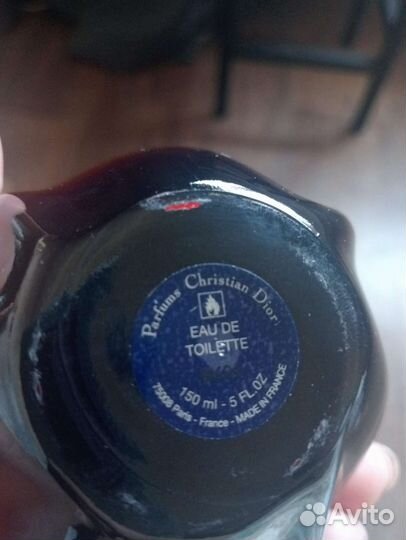 Parfums Christian Dior
EAU DE
TOILETTE
150 ml - 5 FL.OZ
75008 Paris - France - MADE IN FRANCE
Avito